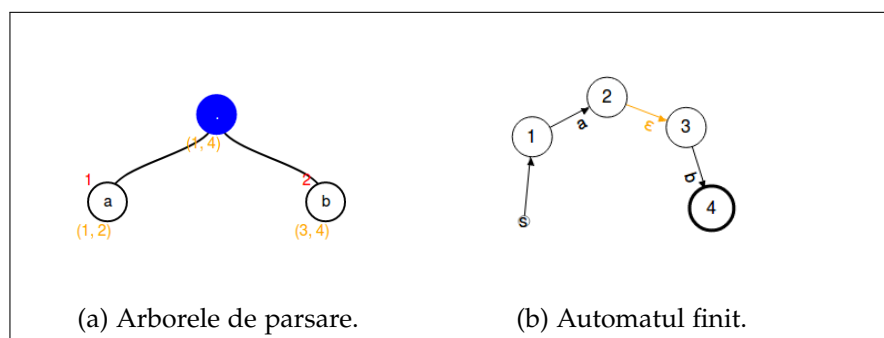 .
(1, 4)
1
a
(1, 2)
2
b
(3, 4)
S
1
a
2
ε
3
b
4
(a) Arborele de parsare.
(b) Automatul finit.